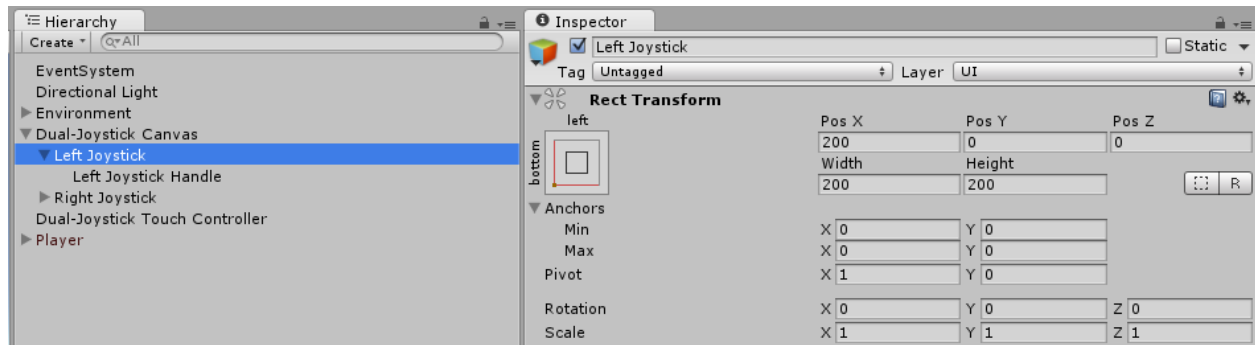 Hierarchy
Create All
EventSystem
Directional Light
Environment
Dual-Joystick Canvas
Left Joystick
Left Joystick Handle
Right Joystick
Dual-Joystick Touch Controller
Player
Inspector
Left Joystick Static
Tag Untagged Layer UI
Rect Transform
left
bottom
Pos X Pos Y Pos Z
200 0 0
Width Height
200 200
R
Anchors
Min X 0 Y 0
Max X 0 Y 0
Pivot X 1 Y 0
Rotation X 0 Y 0 Z 0
Scale X 1 Y 1 Z 1